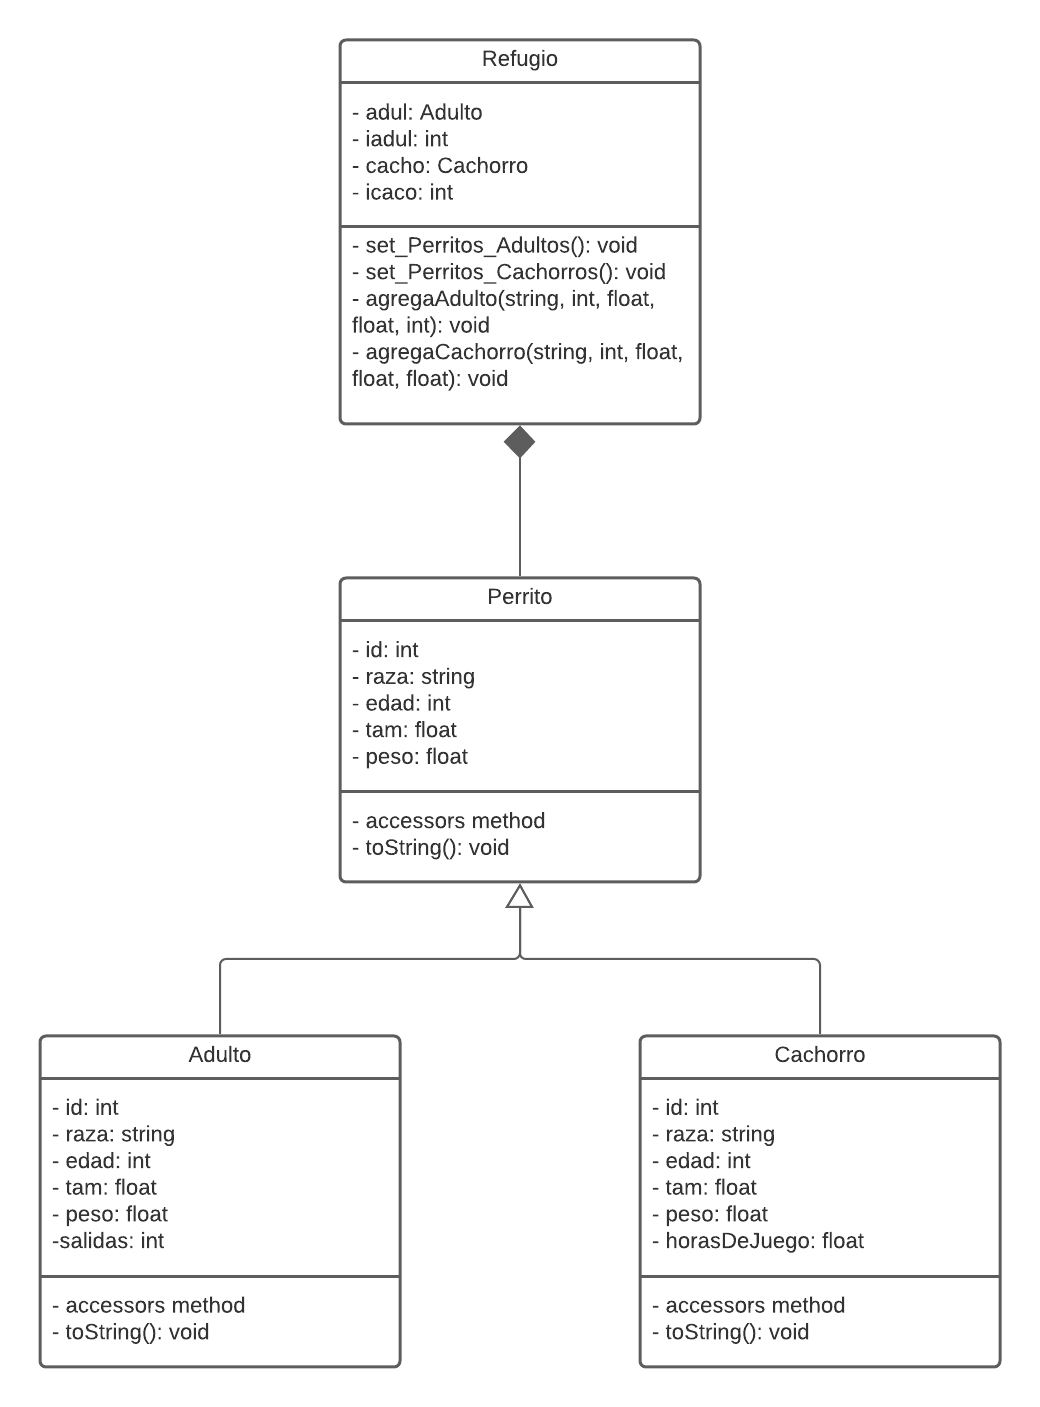 Refugio
- adul: Adulto
- iadul: int
- cacho: Cachorro
- icaco: int
- set_Perritos_Adultos(): void
- set_Perritos_Cachorros(): void
- agregaAdulto(string, int, float,
float, int): void
- agregaCachorro(string, int, float,
float, float): void
Perrito
- id: int
- raza: string
- edad: int
- tam: float
- peso: float
- accessors method
- toString(): void
Adulto
- id: int
- raza: string
- edad: int
- tam: float
- peso: float
-salidas: int
- accessors method
- toString(): void
Cachorro
- id: int
- raza: string
- edad: int
- tam: float
- peso: float
- horasDeJuego: float
- accessors method
- toString(): void